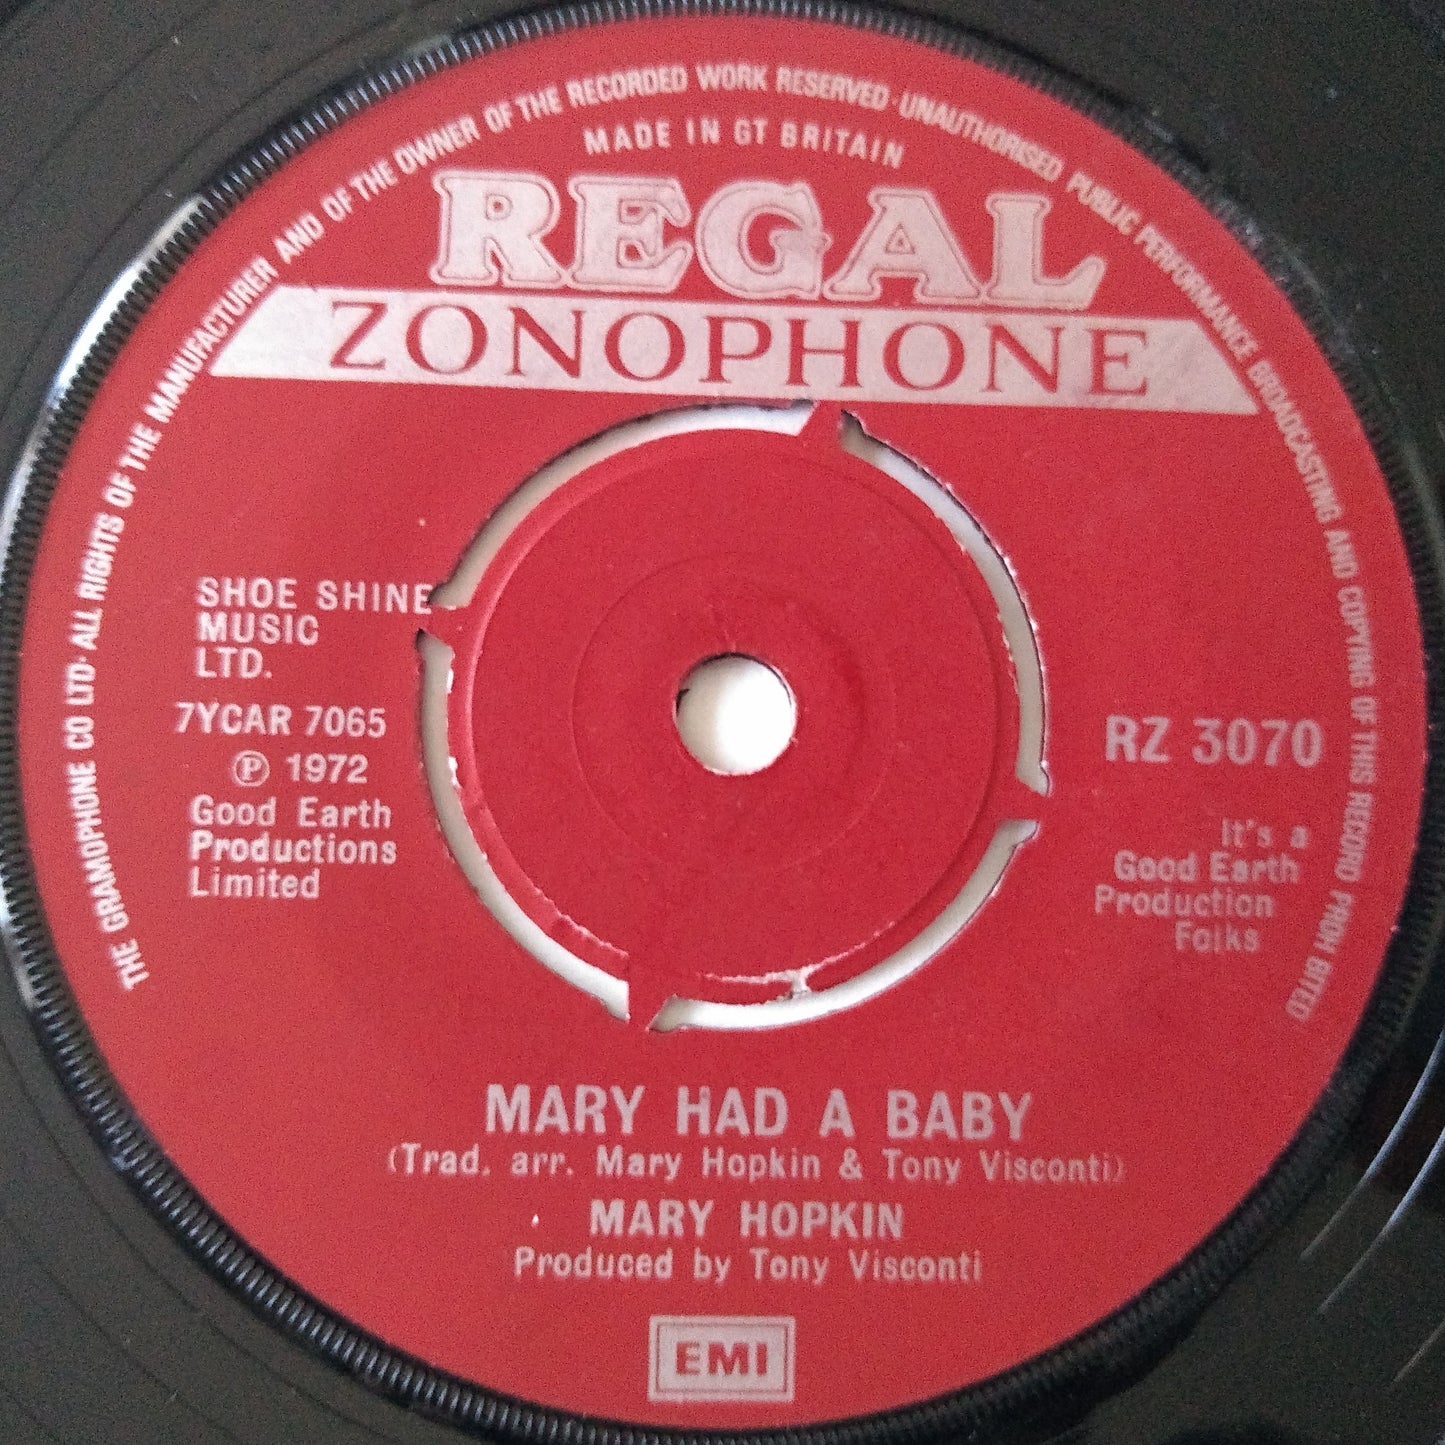 THE GRAMOPHONE CO LTD· ALL RIGHTS OF THE MANUFACTURER AND OF THE OWNER OF THE RECORDED WORK RESERVED · UNAUTHORISED PUBLIC PERFORMANCE BROADCASTING AND COPYING OF THIS RECORD PROHIBITED
MADE IN GT BRITAIN
REGAL
ZONOPHONE
SHOE SHINE
MUSIC
LTD.
7YCAR 7065
℗ 1972
Good Earth
Productions
Limited
RZ 3070
It's a
Good Earth
Production
Folks
MARY HAD A BABY
(Trad. arr. Mary Hopkin & Tony Visconti)
MARY HOPKIN
Produced by Tony Visconti
EMI